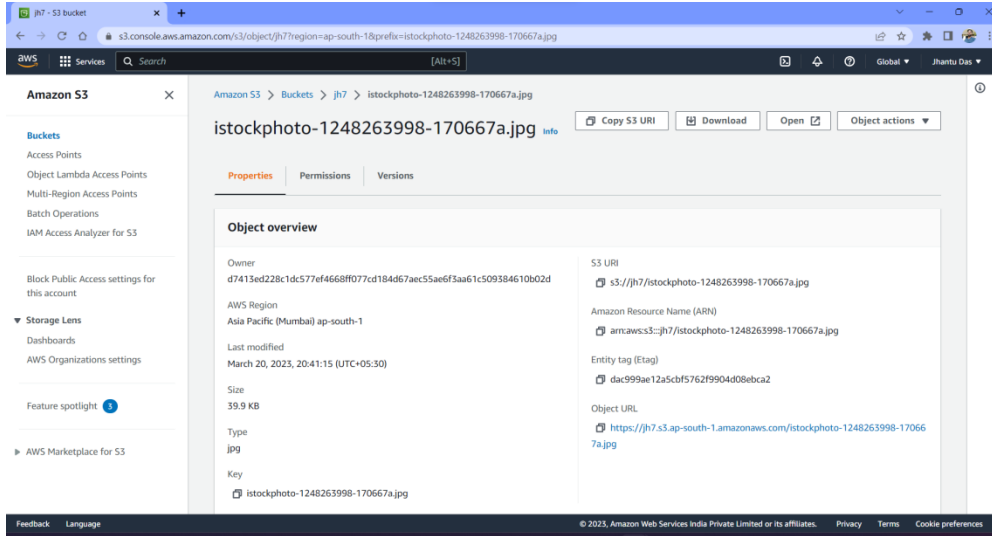 jh7 - S3 bucket
s3.console.aws.amazon.com/s3/object/jh7?region=ap-south-1&prefix=istockphoto-1248263998-170667a.jpg
aws Services Search [Alt+S] Global Jhantu Das
Amazon S3
Buckets
Access Points
Object Lambda Access Points
Multi-Region Access Points
Batch Operations
IAM Access Analyzer for S3
Block Public Access settings for
this account
Storage Lens
Dashboards
AWS Organizations settings
Feature spotlight 3
AWS Marketplace for S3
Amazon S3 > Buckets > jh7 > istockphoto-1248263998-170667a.jpg
istockphoto-1248263998-170667a.jpg Info
Copy S3 URI Download Open Object actions
Properties Permissions Versions
Object overview
Owner
d7413ed228c1dc577ef4668ff077cd184d67aec55ae6f3aa61c509384610b02d
AWS Region
Asia Pacific (Mumbai) ap-south-1
Last modified
March 20, 2023, 20:41:15 (UTC+05:30)
Size
39.9 KB
Type
jpg
Key
istockphoto-1248263998-170667a.jpg
S3 URI
s3://jh7/istockphoto-1248263998-170667a.jpg
Amazon Resource Name (ARN)
arn:aws:s3:::jh7/istockphoto-1248263998-170667a.jpg
Entity tag (Etag)
dac999ae12a5cbf5762f9904d08ebca2
Object URL
https://jh7.s3.ap-south-1.amazonaws.com/istockphoto-1248263998-17066
7a.jpg
Feedback Language © 2023, Amazon Web Services India Private Limited or its affiliates. Privacy Terms Cookie preferences